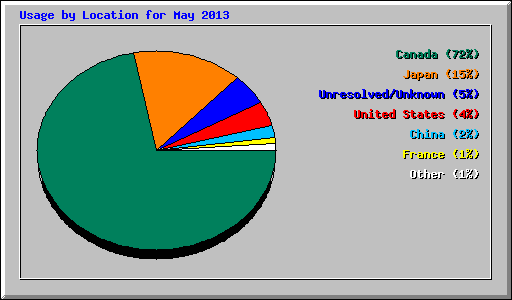 Usage by Location for May 2013
Canada (72%)
Japan (15%)
Unresolved/Unknown (5%)
United States (4%)
China (2%)
France (1%)
Other (1%)